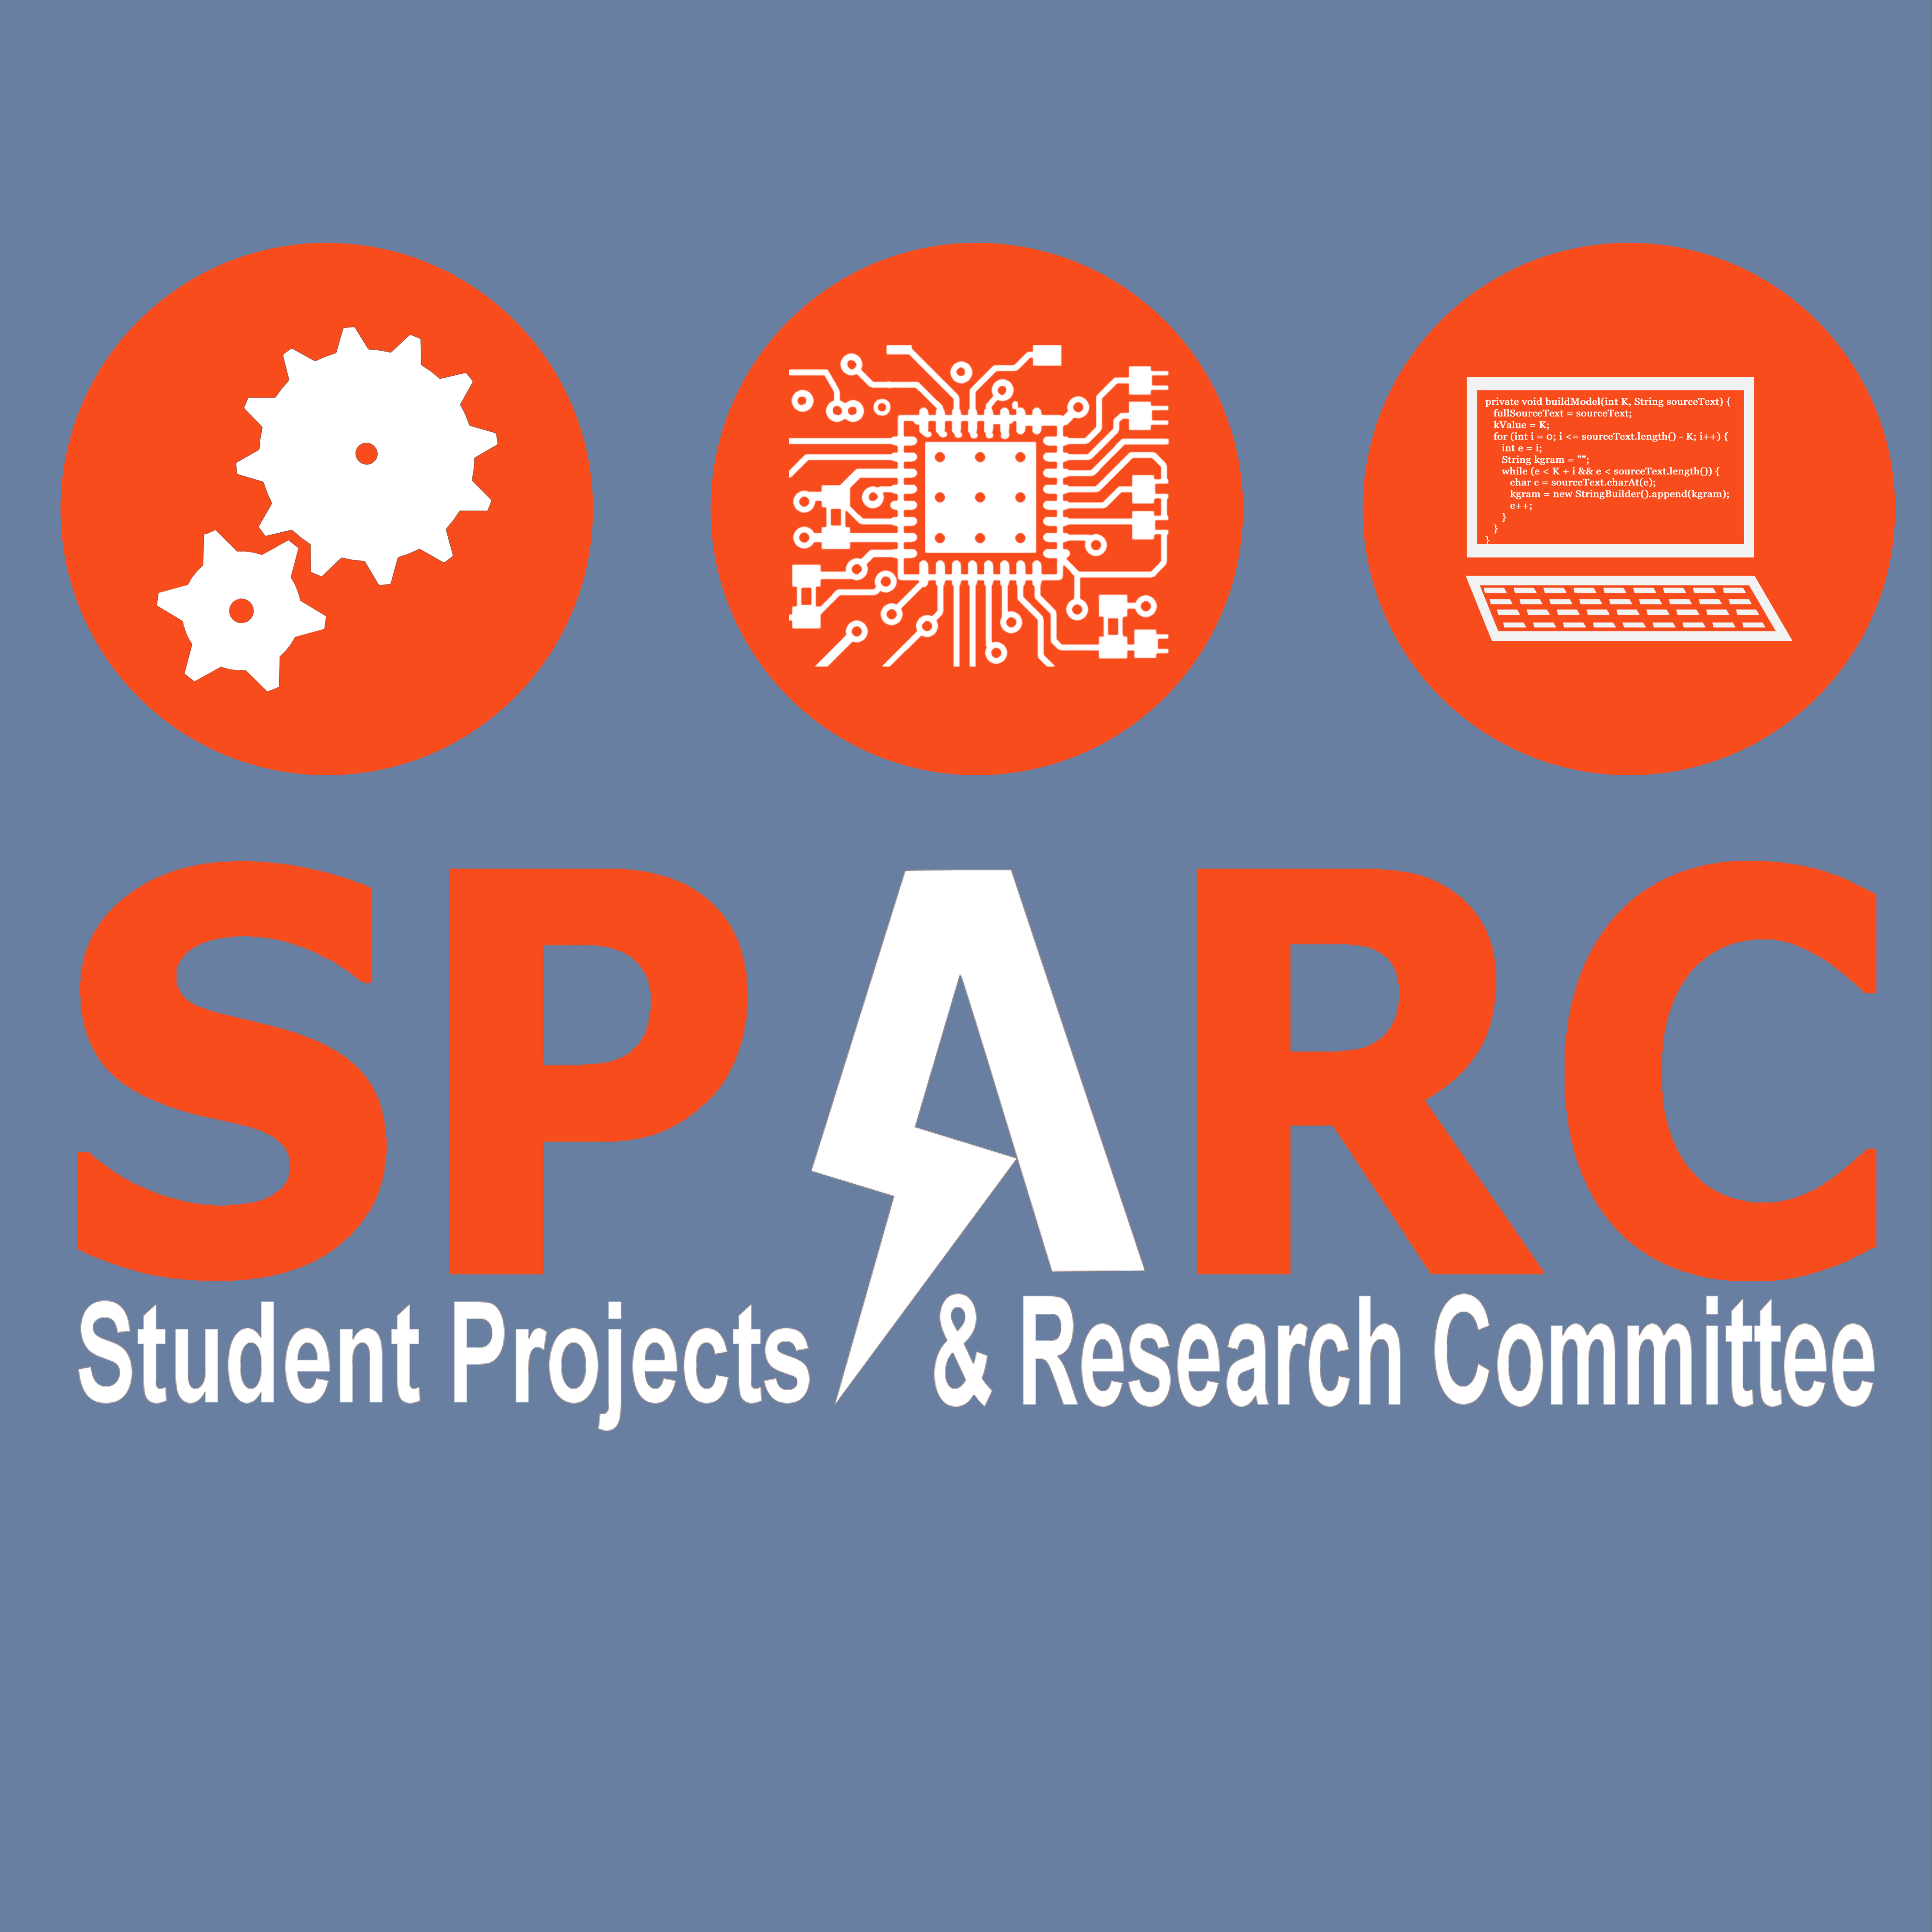 private void buildModel(int K, String sourceText) {
fullSourceText = sourceText;
kValue = K;
for (int i = 0; i <= sourceText.length() - K; i++) {
int e = i;
String kgram = "";
while (e < K + i && e < sourceText.length()) {
char c = sourceText.charAt(e);
kgram = new StringBuilder().append(kgram);
e++;
}
}
}
SPARC
Student Projects & Research Committee